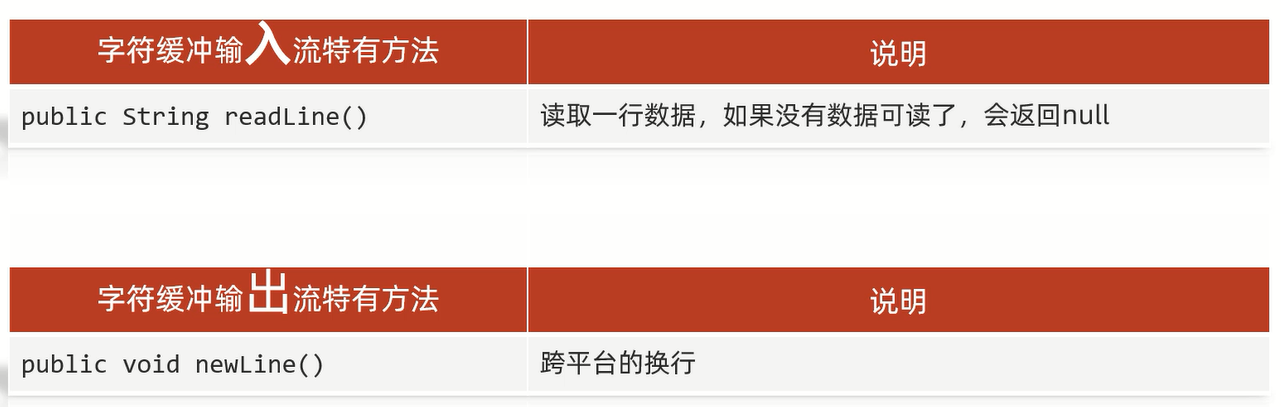 字符缓冲输入流特有方法 说明
public String readLine() 读取一行数据，如果没有数据可读了，会返回null
字符缓冲输出流特有方法 说明
public void newLine() 跨平台的换行